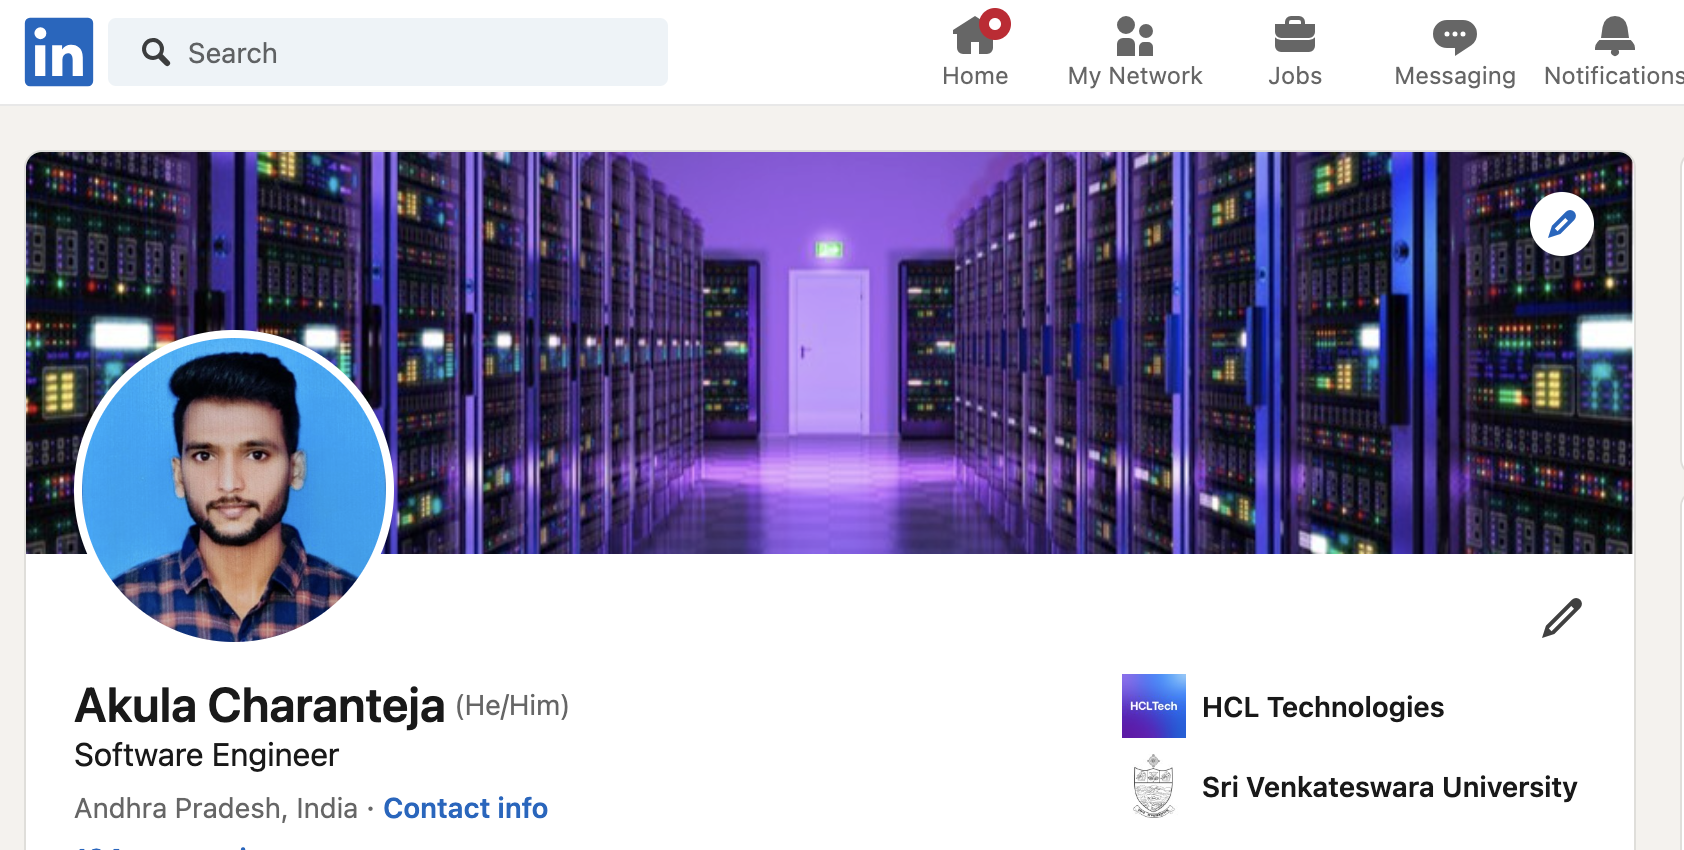 in
Search
Home
My Network
Jobs
Messaging
Notifications
Akula Charanteja (He/Him)
Software Engineer
Andhra Pradesh, India · Contact info
HCLTech
HCL Technologies
Sri Venkateswara University